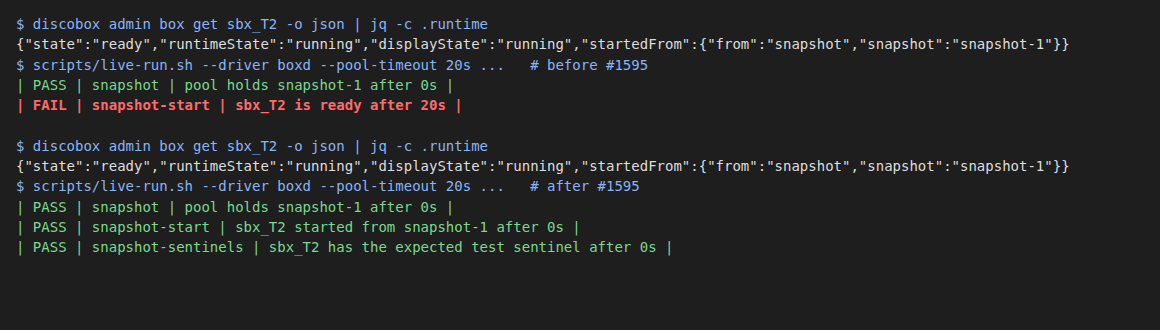 $ discobox admin box get sbx_T2 -o json | jq -c .runtime
{"state":"ready","runtimeState":"running","displayState":"running","startedFrom":{"from":"snapshot","snapshot":"snapshot-1"}}
$ scripts/live-run.sh --driver boxd --pool-timeout 20s ...   # before #1595
| PASS | snapshot | pool holds snapshot-1 after 0s |
| FAIL | snapshot-start | sbx_T2 is ready after 20s |
$ discobox admin box get sbx_T2 -o json | jq -c .runtime
{"state":"ready","runtimeState":"running","displayState":"running","startedFrom":{"from":"snapshot","snapshot":"snapshot-1"}}
$ scripts/live-run.sh --driver boxd --pool-timeout 20s ...   # after #1595
| PASS | snapshot | pool holds snapshot-1 after 0s |
| PASS | snapshot-start | sbx_T2 started from snapshot-1 after 0s |
| PASS | snapshot-sentinels | sbx_T2 has the expected test sentinel after 0s |